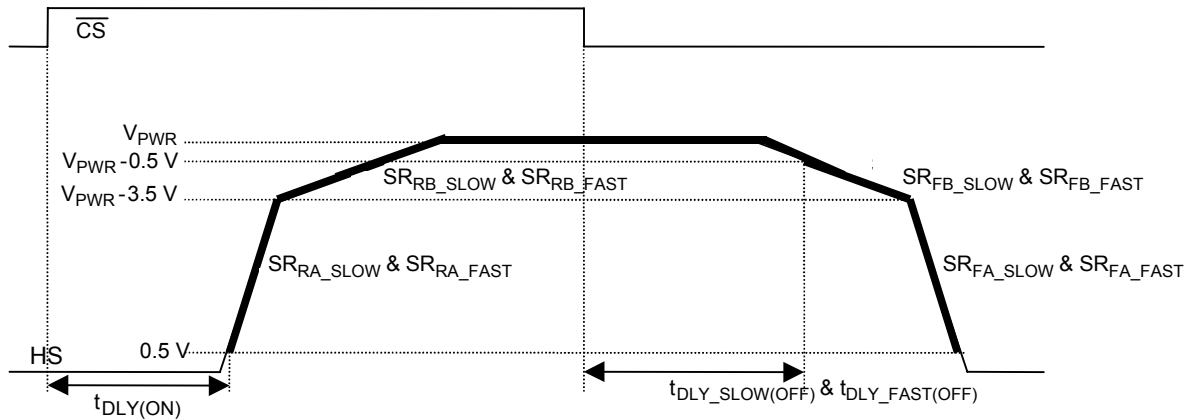 CS
VPWR
VPWR-0.5 V
VPWR-3.5 V
SRRB_SLOW & SRRB_FAST
SRFB_SLOW & SRFB_FAST
SRRA_SLOW & SRRA_FAST
SRFA_SLOW & SRFA_FAST
HS
0.5 V
tDLY(ON)
tDLY_SLOW(OFF) & tDLY_FAST(OFF)